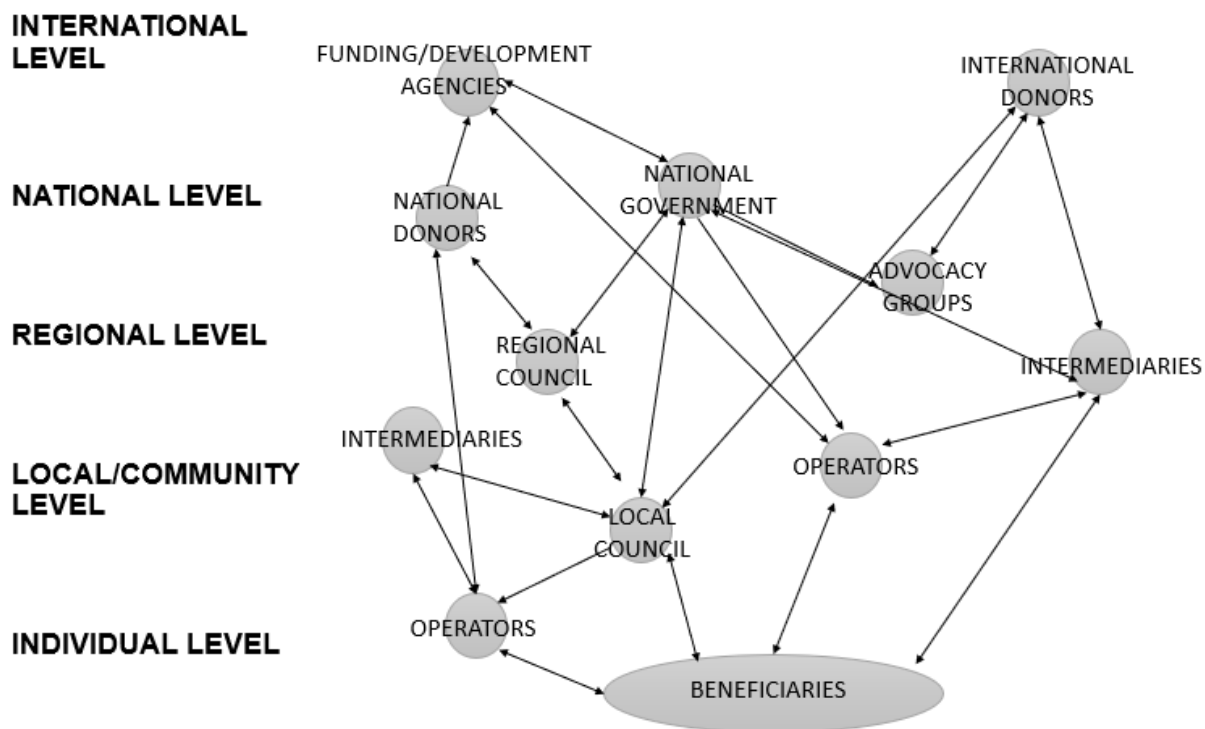 INTERNATIONAL
LEVEL
FUNDING/DEVELOPMENT
AGENCIES
INTERNATIONAL
DONORS
NATIONAL LEVEL
NATIONAL
DONORS
NATIONAL
GOVERNMENT
ADVOCACY
GROUPS
REGIONAL LEVEL
REGIONAL
COUNCIL
INTERMEDIARIES
INTERMEDIARIES
OPERATORS
LOCAL/COMMUNITY
LEVEL
LOCAL
COUNCIL
OPERATORS
INDIVIDUAL LEVEL
BENEFICIARIES